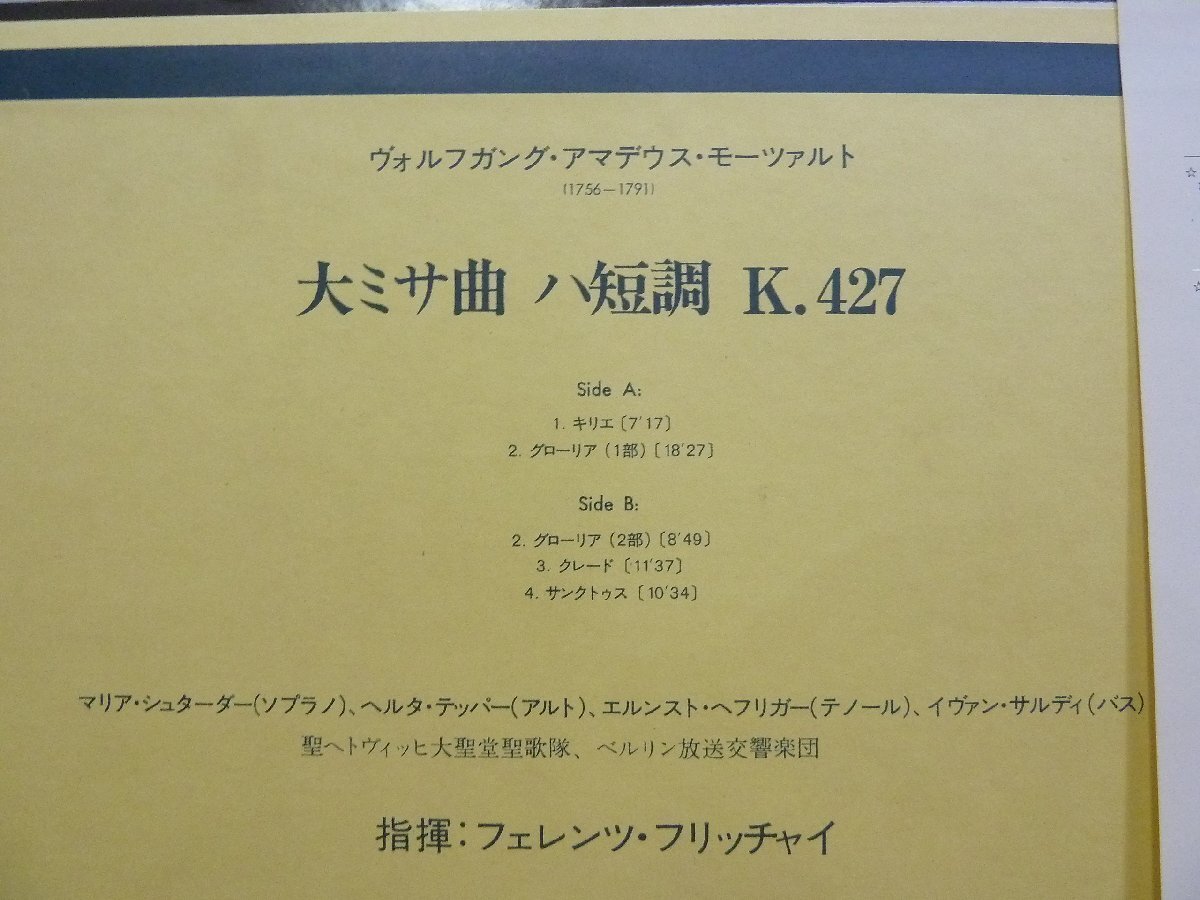 ヴォルフガング・アマデウス・モーツァルト
(1756－1791)
大ミサ曲 ハ短調 K.427
Side A:
1. キリエ〔7′17〕
2. グローリア (1部)〔18′27〕
Side B:
2. グローリア (2部)〔8′49〕
3. クレード〔11′37〕
4. サンクトゥス〔10′34〕
マリア・シュターダー(ソプラノ)、ヘルタ・テッパー(アルト)、エルンスト・ヘフリガー(テノール)、イヴァン・サルディ(バス)
聖ヘトヴィッヒ大聖堂聖歌隊、ベルリン放送交響楽団
指揮：フェレンツ・フリッチャイ
☆
☆